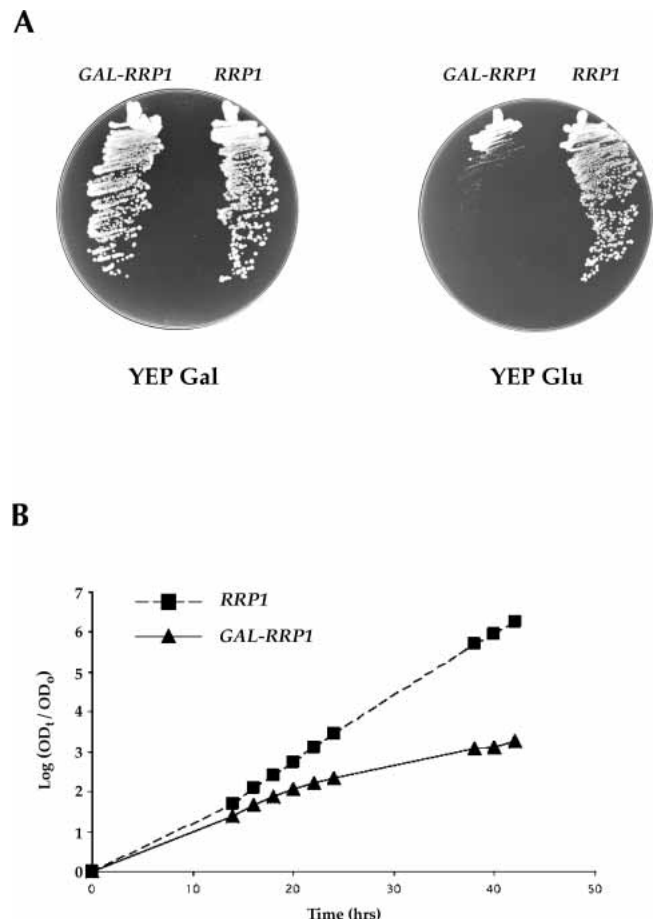 A
GAL-RRP1 RRP1 GAL-RRP1 RRP1
YEP Gal YEP Glu
B
7
6
5
4
3
2
1
0
Log (ODt / ODo)
RRP1
GAL-RRP1
0 10 20 30 40 50
Time (hrs)